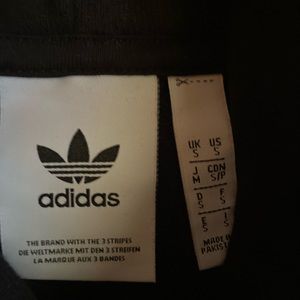 adidas
THE BRAND WITH THE 3 STRIPES
DIE WELTMARKE MIT DEN 3 STREIFEN
LA MARQUE AUX 3 BANDES
UK US
S S
J CDN
M S/P
D F
S S
E I
S S
MADE IN
PAKISTAN